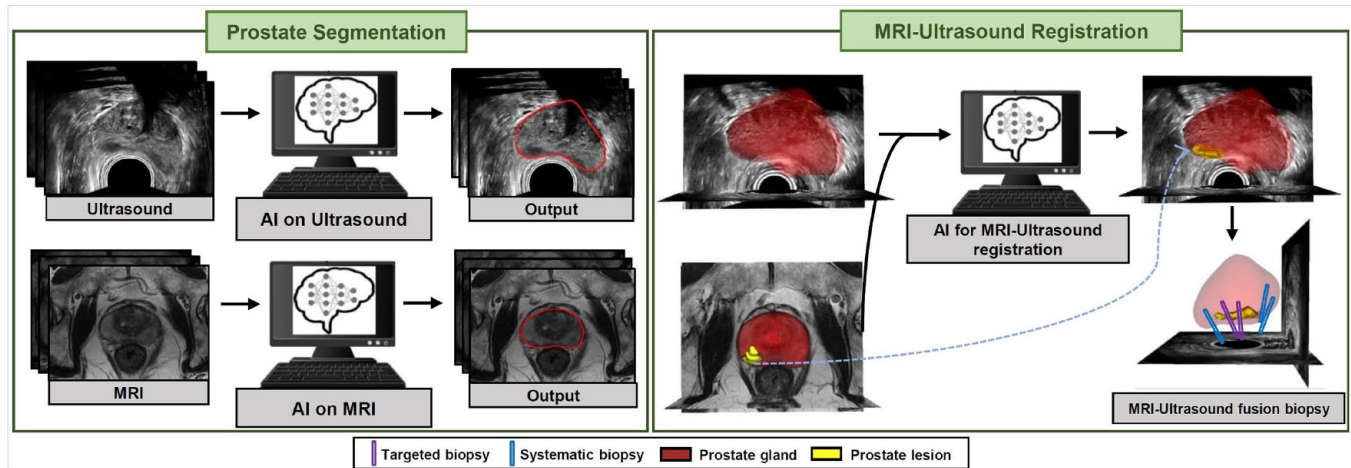 Prostate Segmentation
Ultrasound
AI on Ultrasound
Output
MRI
AI on MRI
Output
MRI-Ultrasound Registration
AI for MRI-Ultrasound
registration
MRI-Ultrasound fusion biopsy
Targeted biopsy
Systematic biopsy
Prostate gland
Prostate lesion